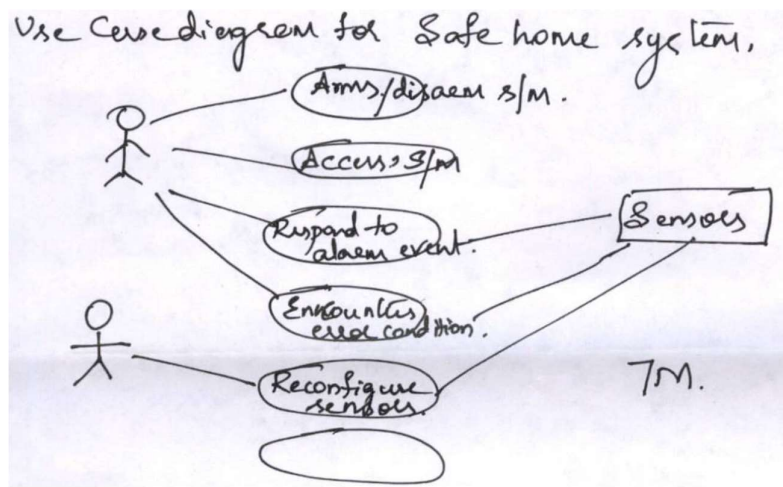 Use Case diagram for Safe home system.
Arms/disarm s/m.
Access s/m
Respond to
alarm event.
Sensors
Encounters
error condition.
Reconfigure
sensors.
7M.